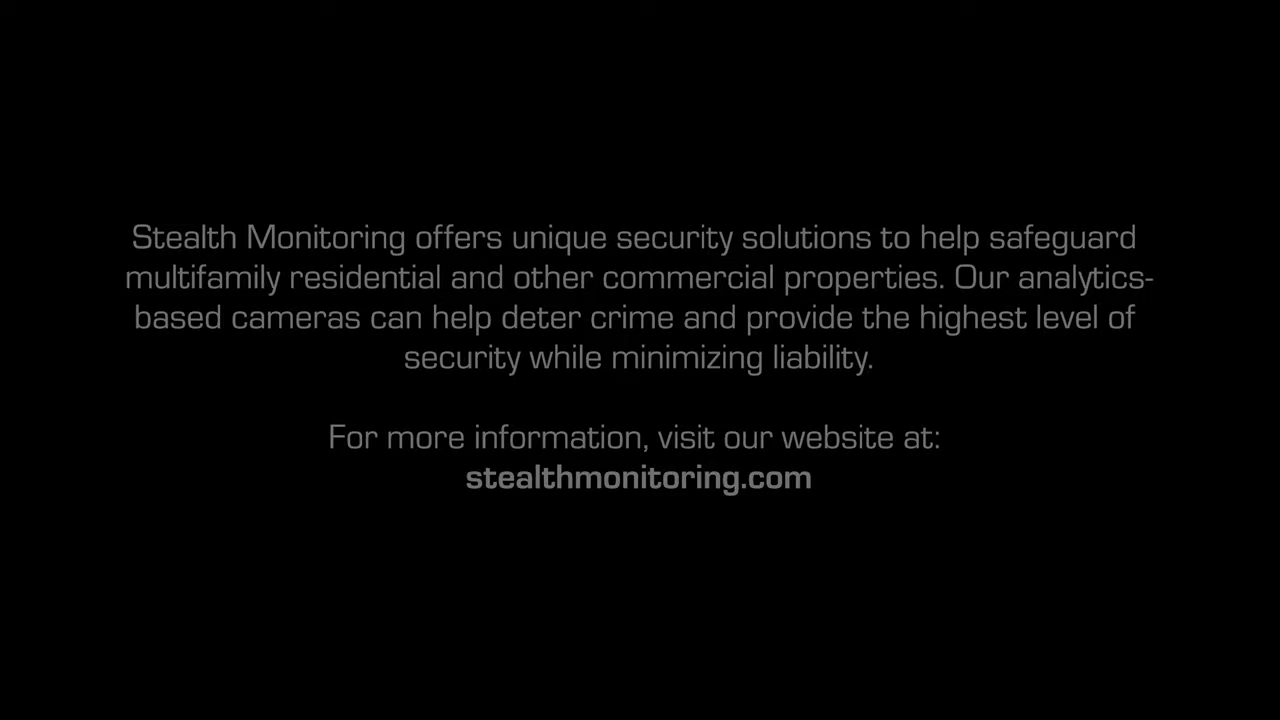 Stealth Monitoring offers unique security solutions to help safeguard
multifamily residential and other commercial properties. Our analytics-
based cameras can help deter crime and provide the highest level of
security while minimizing liability.
For more information, visit our website at:
stealthmonitoring.com